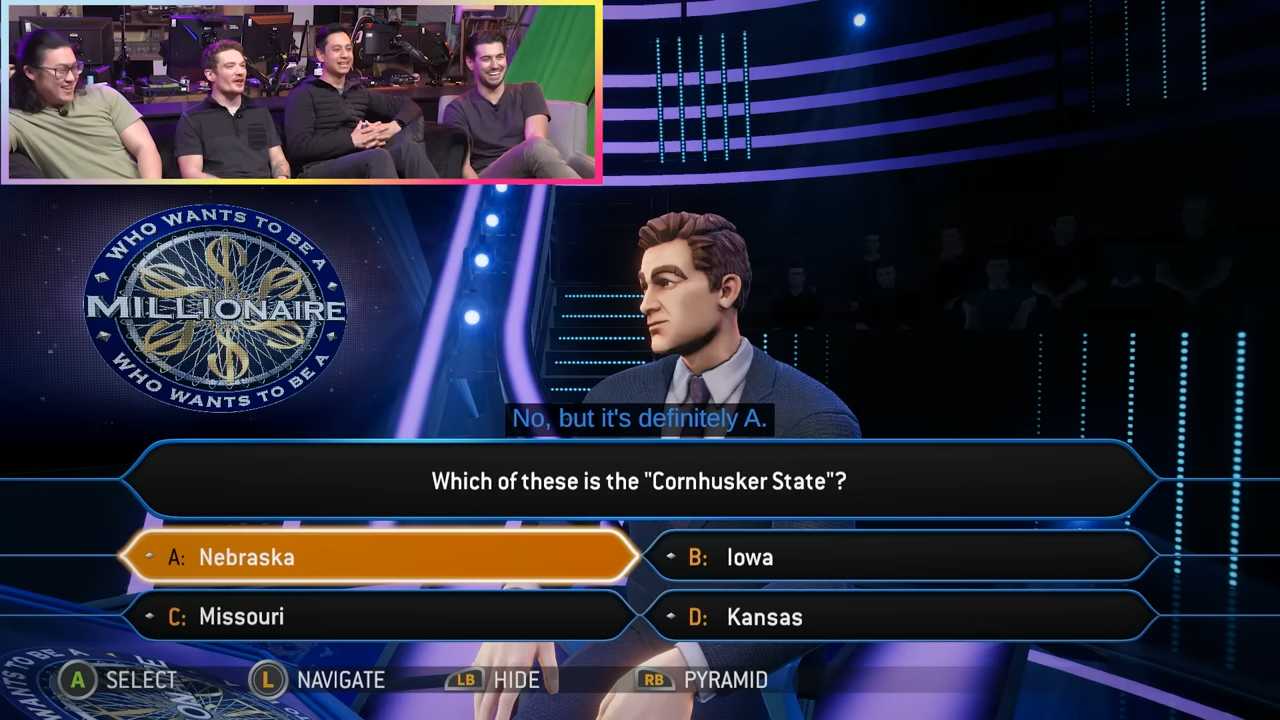 WHO WANTS TO BE A
MILLIONAIRE
WHO WANTS TO BE A
No, but it's definitely A.
Which of these is the "Cornhusker State"?
A: Nebraska
B: Iowa
C: Missouri
D: Kansas
A SELECT
L NAVIGATE
LB HIDE
RB PYRAMID